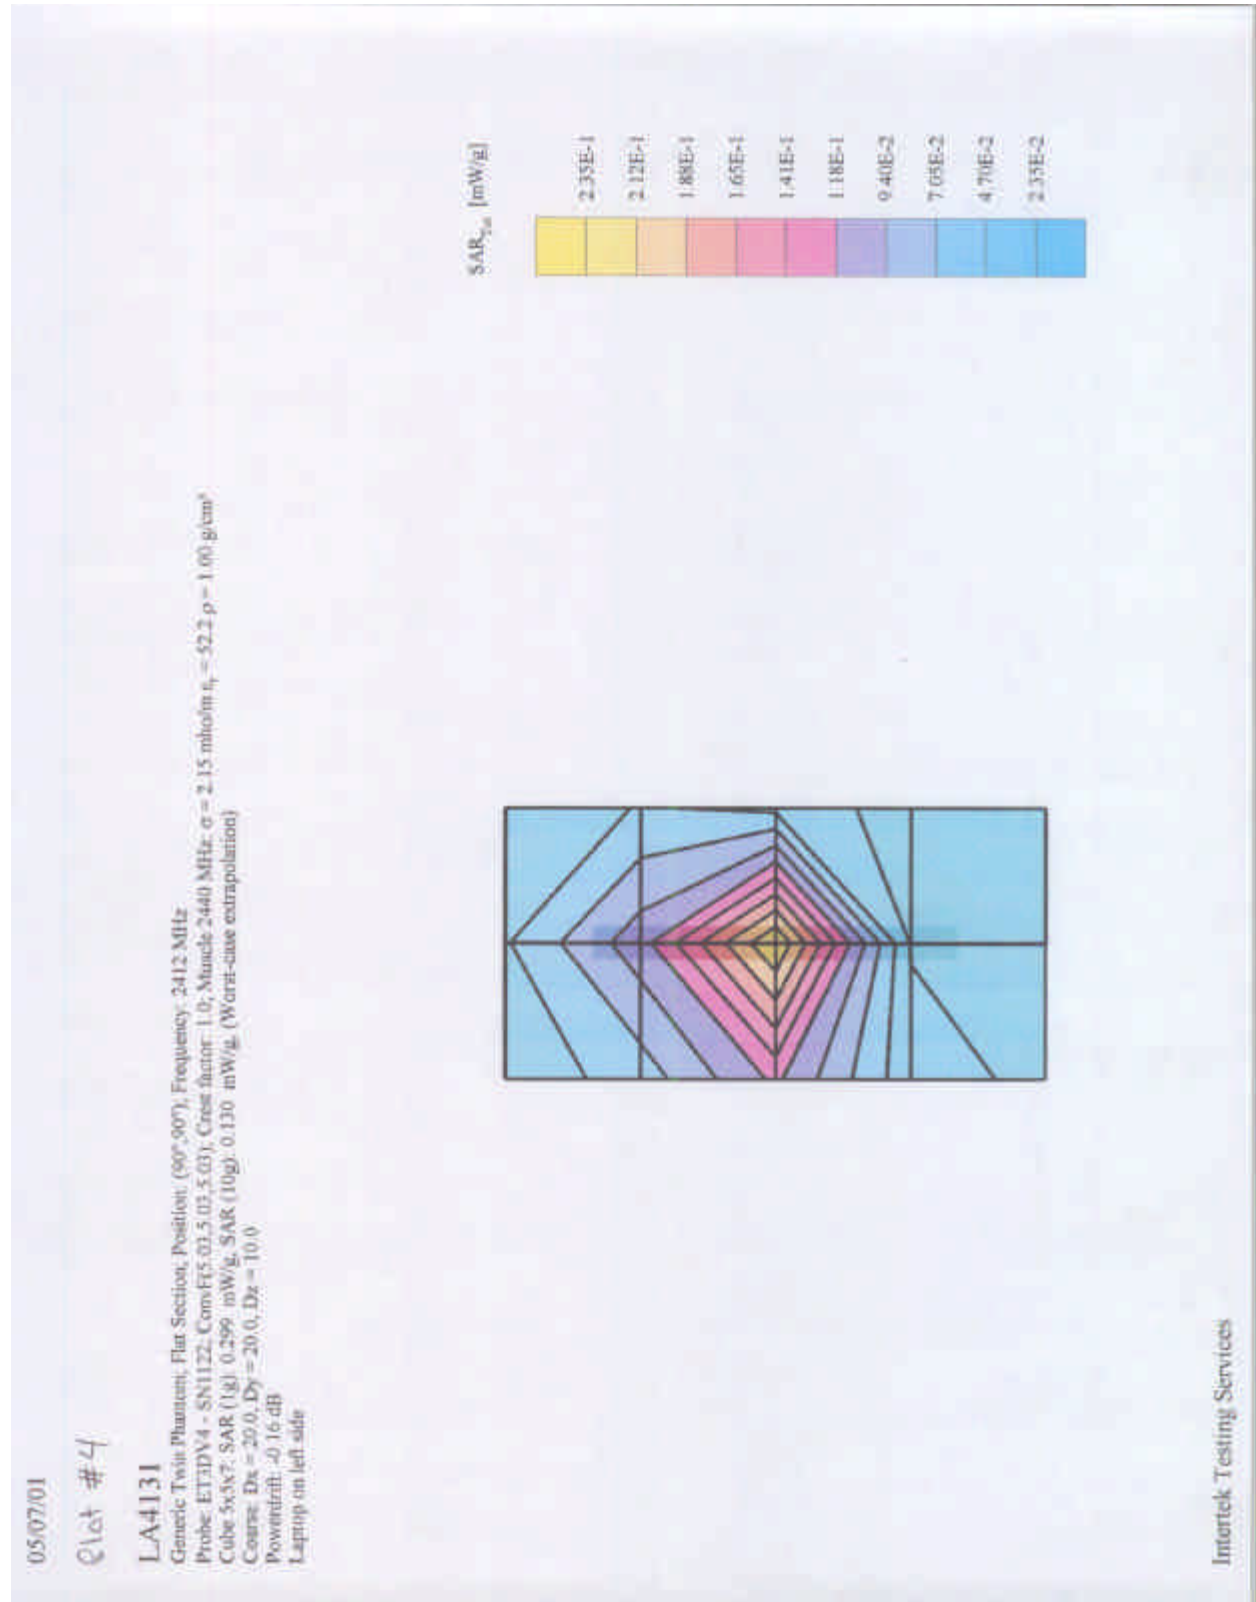 05/07/01
Plot #4
LA4131
Generic Twin Phantom; Flat Section; Position: (90°,90°); Frequency: 2412 MHz
Probe: ET3DV4 - SN1122; ConvF(5.03,5.03,5.03); Crest factor: 1.0; Muscle 2440 MHz: σ = 2.15 mho/m εr = 52.2 ρ = 1.00 g/cm³
Cube 5x5x7: SAR (1g): 0.299 mW/g, SAR (10g): 0.130 mW/g, (Worst-case extrapolation)
Coarse: Dx = 20.0, Dy = 20.0, Dz = 10.0
Powerdrift: -0.16 dB
Laptop on left side
SARTot [mW/g]
2.35E-1
2.12E-1
1.88E-1
1.65E-1
1.41E-1
1.18E-1
9.40E-2
7.05E-2
4.70E-2
2.35E-2
Intertek Testing Services